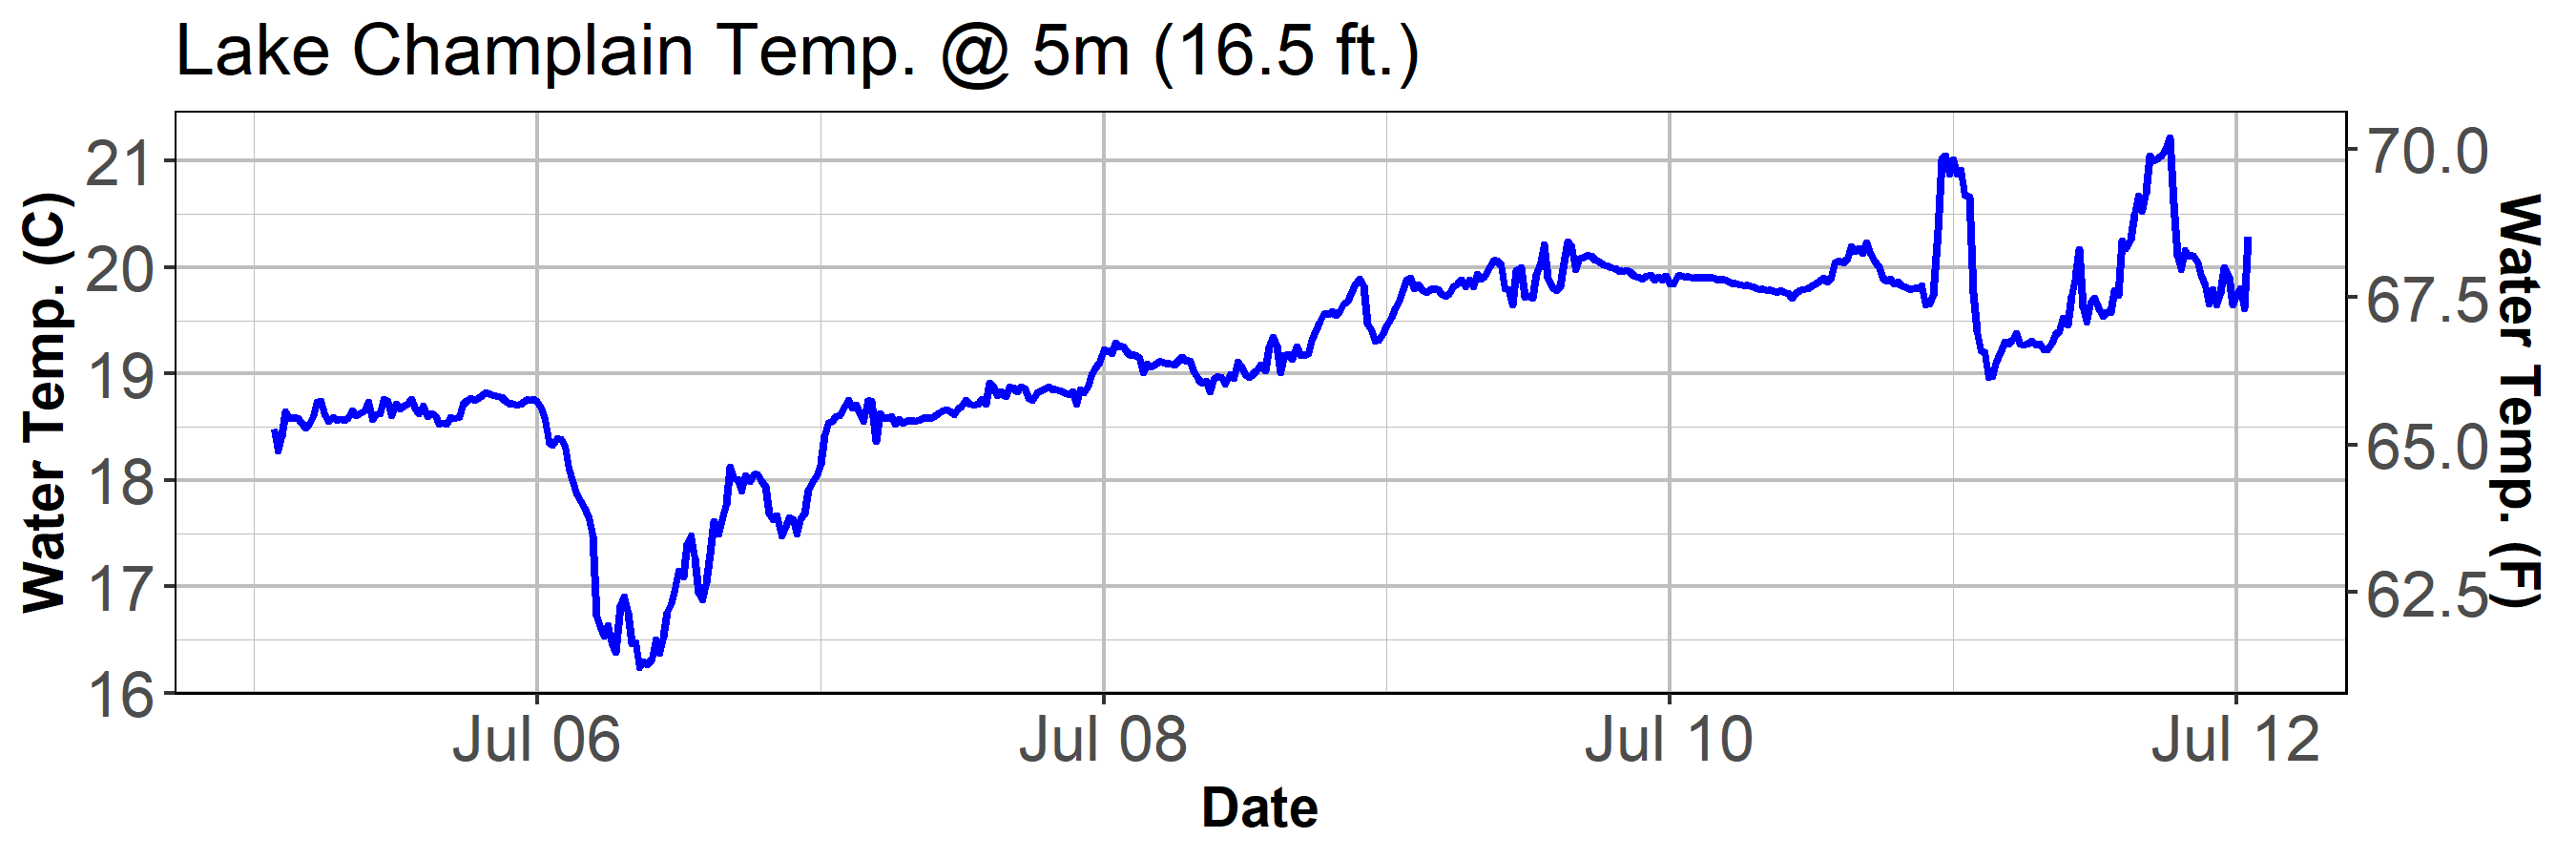 Lake Champlain Temp. @ 5m (16.5 ft.)
Water Temp. (C)
21
20
19
18
17
16
70.0
67.5
65.0
62.5
Water Temp. (F)
Jul 06
Jul 08
Jul 10
Jul 12
Date